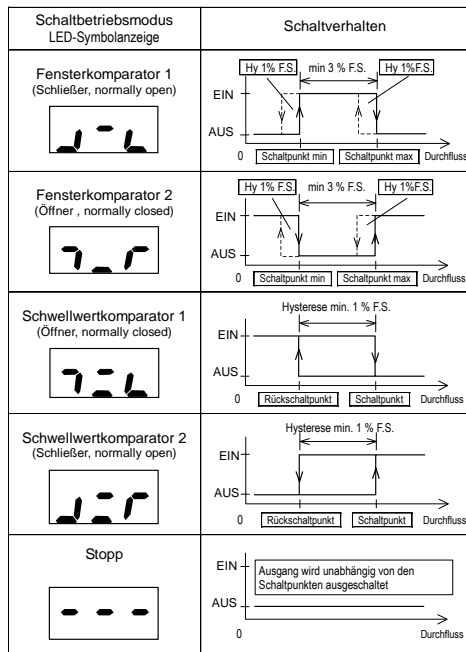 Schaltbetriebsmodus
LED-Symbolanzeige
Schaltverhalten
Fensterkomparator 1
(Schließer, normally open)
Hy 1% F.S.
min 3 % F.S.
Hy 1%F.S.
EIN
AUS
0
Schaltpunkt min
Schaltpunkt max
Durchfluss
Fensterkomparator 2
(Öffner , normally closed)
Hy 1% F.S.
min 3 % F.S.
Hy 1%F.S.
EIN
AUS
0
Schaltpunkt min
Schaltpunkt max
Durchfluss
Schwellwertkomparator 1
(Öffner, normally closed)
Hysterese min. 1 % F.S.
EIN
AUS
0
Rückschaltpunkt
Schaltpunkt
Durchfluss
Schwellwertkomparator 2
(Schließer, normally open)
Hysterese min. 1 % F.S.
EIN
AUS
0
Rückschaltpunkt
Schaltpunkt
Durchfluss
Stopp
EIN
Ausgang wird unabhängig von den
Schaltpunkten ausgeschaltet
AUS
0
Durchfluss